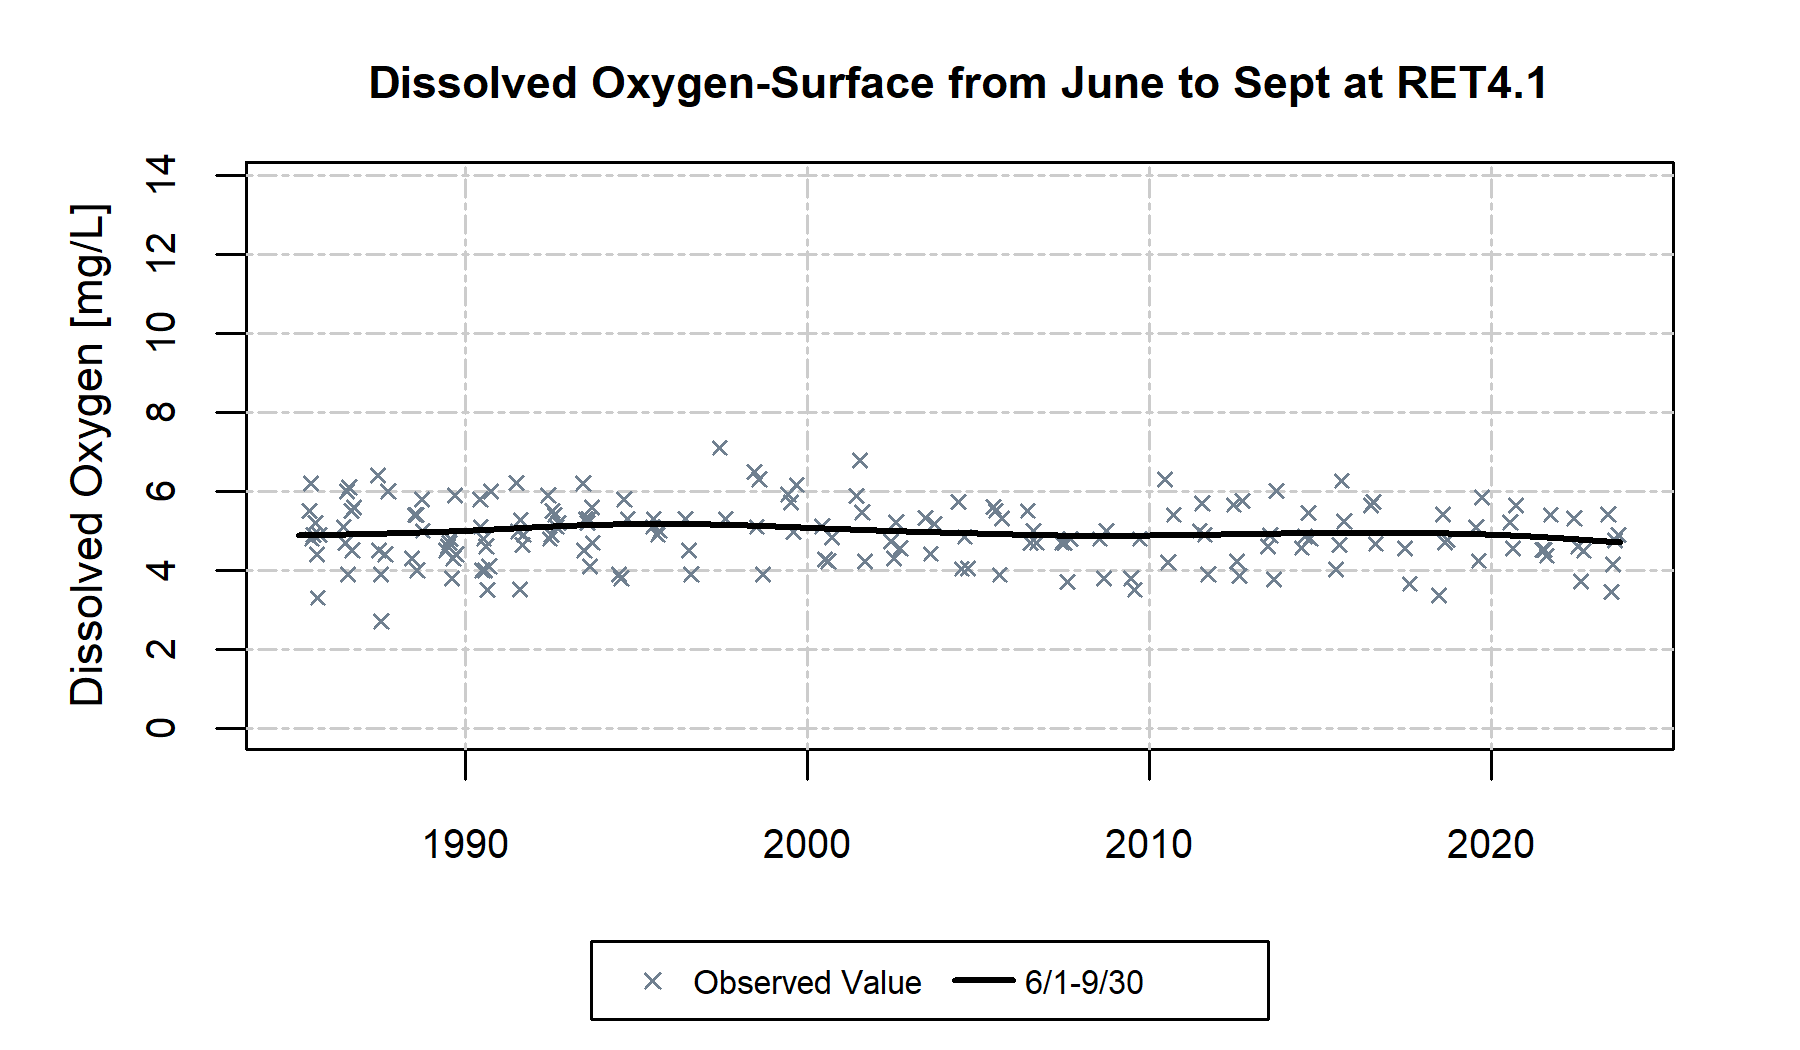 Dissolved Oxygen-Surface from June to Sept at RET4.1
Dissolved Oxygen [mg/L]
14
12
10
8
6
4
2
0
1990 2000 2010 2020
Observed Value 6/1-9/30